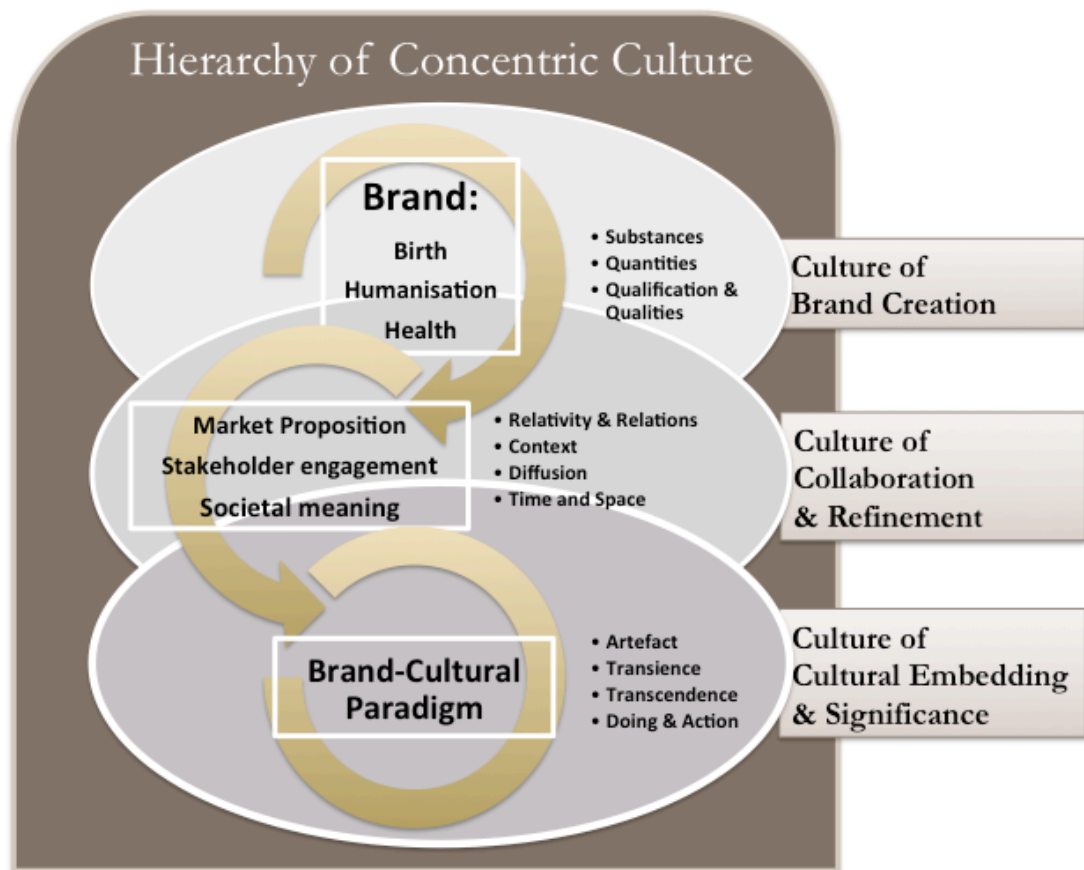 Hierarchy of Concentric Culture
Brand:
Birth
Humanisation
Health
• Substances
• Quantities
• Qualification &
Qualities
Culture of
Brand Creation
Market Proposition
Stakeholder engagement
Societal meaning
• Relativity & Relations
• Context
• Diffusion
• Time and Space
Culture of
Collaboration
& Refinement
Brand-Cultural
Paradigm
• Artefact
• Transience
• Transcendence
• Doing & Action
Culture of
Cultural Embedding
& Significance